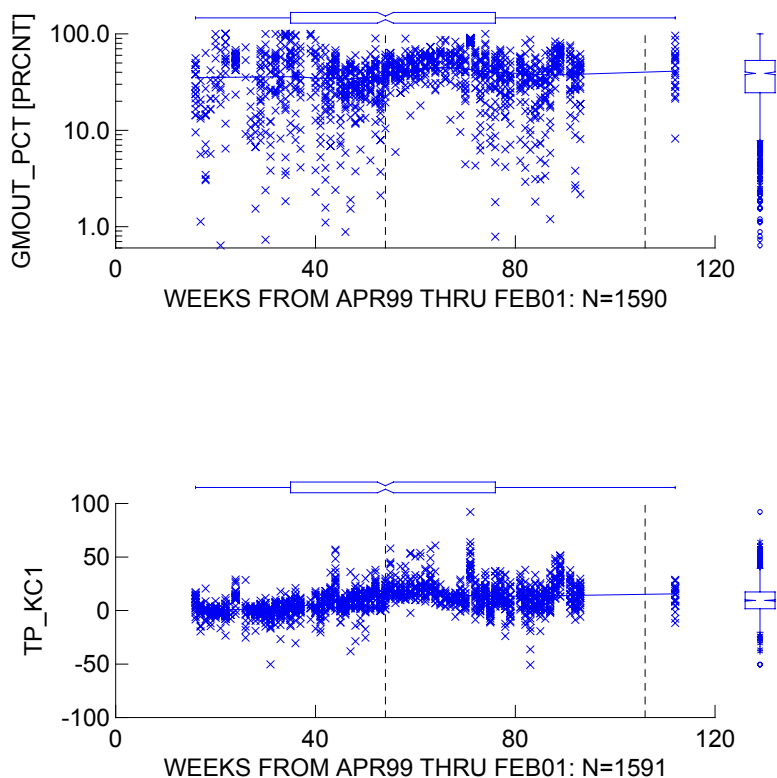 100.0
10.0
1.0
GMOUT_PCT [PRCNT]
0 40 80 120
WEEKS FROM APR99 THRU FEB01: N=1590
100
50
0
-50
-100
TP_KC1
0 40 80 120
WEEKS FROM APR99 THRU FEB01: N=1591